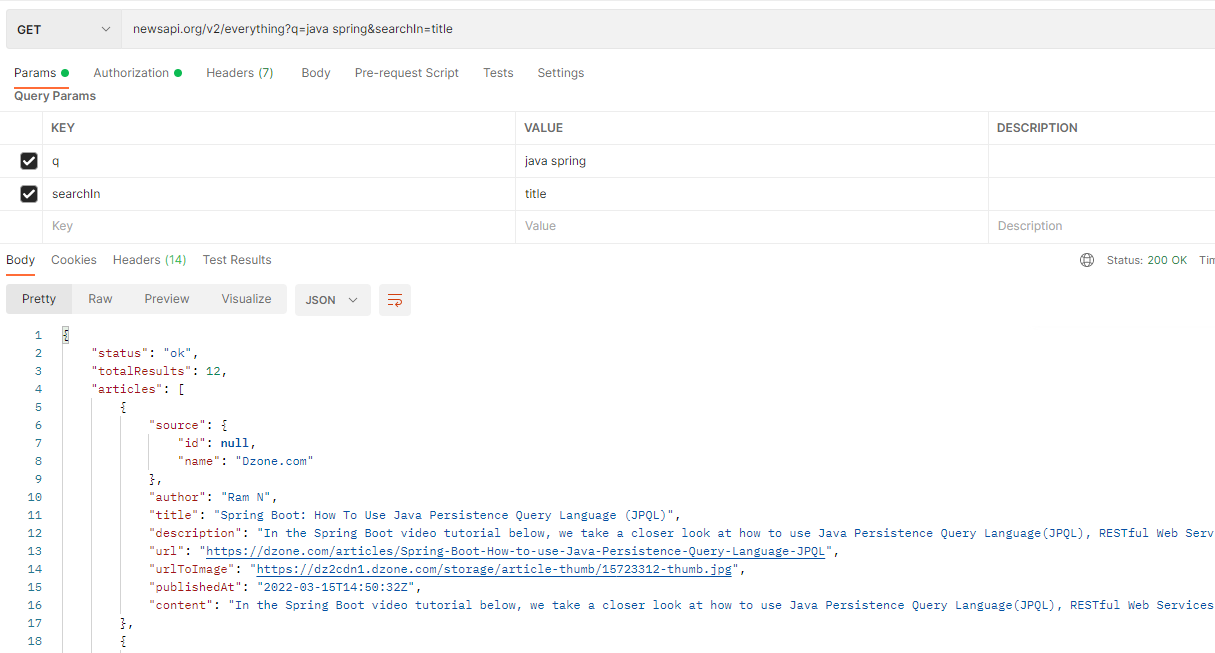 GET newsapi.org/v2/everything?q=java spring&searchIn=title
Params Authorization Headers (7) Body Pre-request Script Tests Settings
Query Params
KEY VALUE DESCRIPTION
q java spring
searchIn title
Key Value Description
Body Cookies Headers (14) Test Results Status: 200 OK Tim
Pretty Raw Preview Visualize JSON
1 {
2 "status": "ok",
3 "totalResults": 12,
4 "articles": [
5 {
6 "source": {
7 "id": null,
8 "name": "Dzone.com"
9 },
10 "author": "Ram N",
11 "title": "Spring Boot: How To Use Java Persistence Query Language (JPQL)",
12 "description": "In the Spring Boot video tutorial below, we take a closer look at how to use Java Persistence Query Language(JPQL), RESTful Web Serv
13 "url": "https://dzone.com/articles/Spring-Boot-How-to-use-Java-Persistence-Query-Language-JPQL",
14 "urlToImage": "https://dz2cdn1.dzone.com/storage/article-thumb/15723312-thumb.jpg",
15 "publishedAt": "2022-03-15T14:50:32Z",
16 "content": "In the Spring Boot video tutorial below, we take a closer look at how to use Java Persistence Query Language(JPQL), RESTful Web Services
17 },
18 {